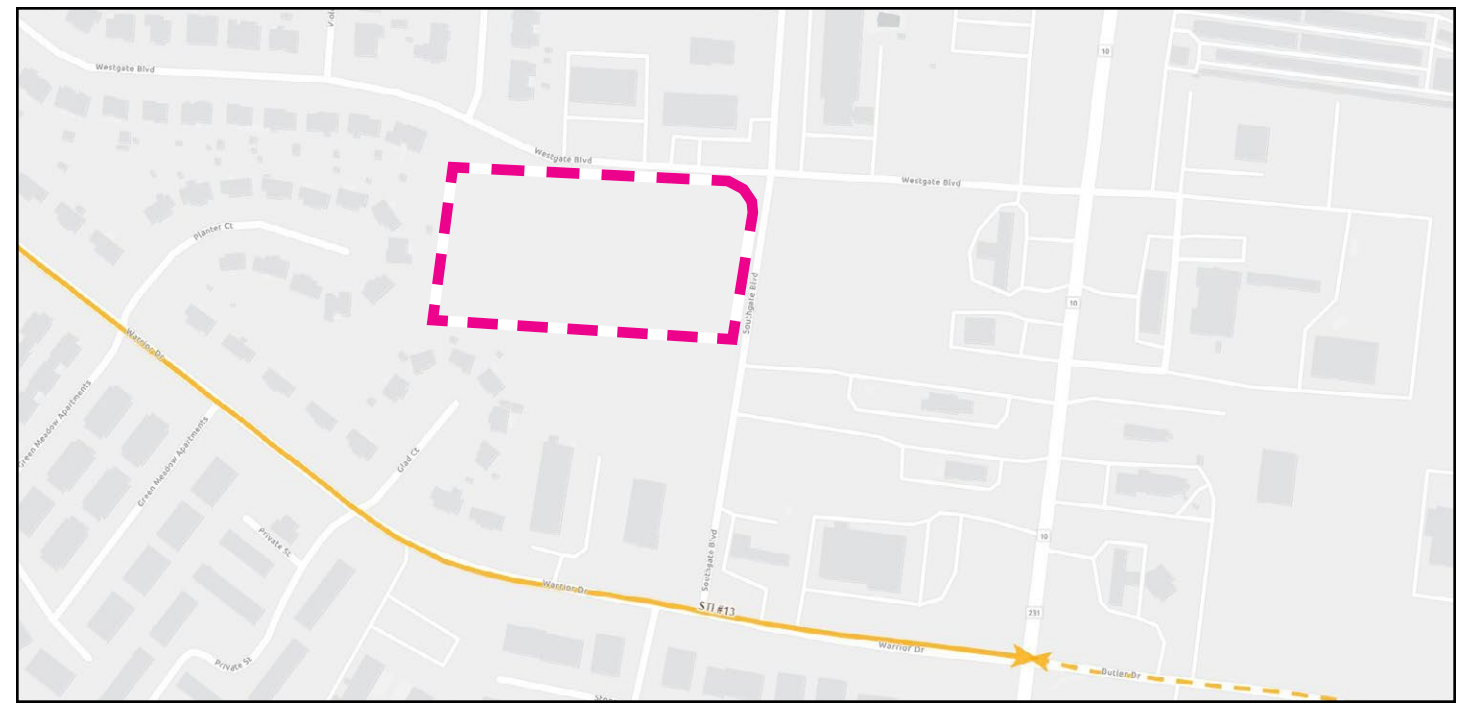 Westgate Blvd
10
Westgate Blvd
Westgate Blvd
Planter Ct
Southgate Blvd
10
Warrior Dr
Green Meadow Apartments
Green Meadow Apartments
Glad Ct
Private St
Southgate Blvd
10
Warrior Dr
STI #13
231
Warrior Dr
Private St
Butler Dr